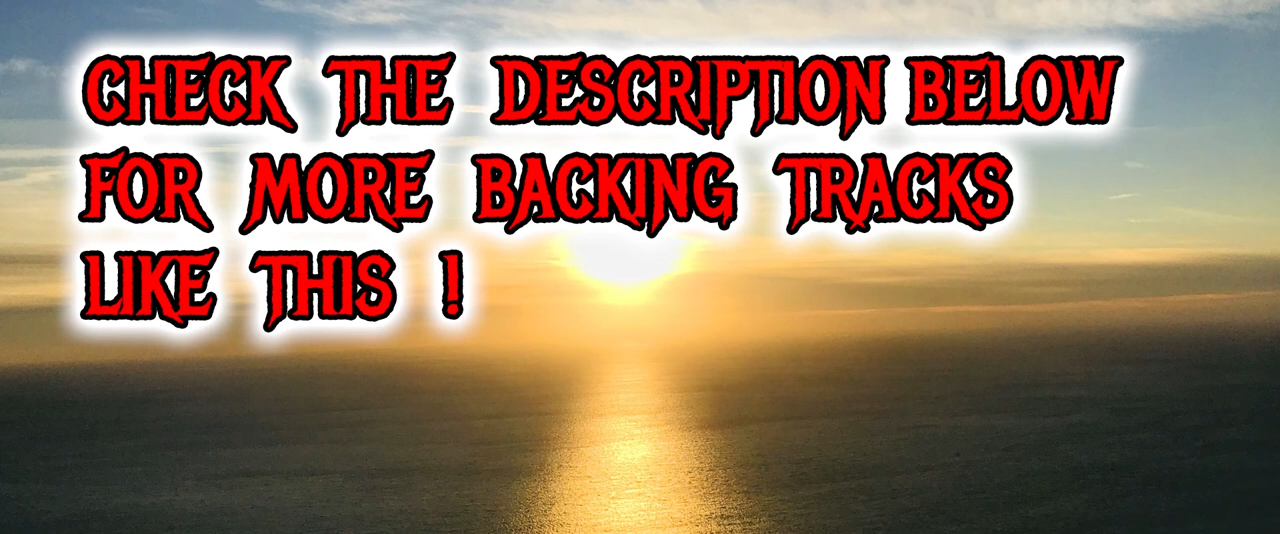 CHECK THE DESCRIPTION BELOW
FOR MORE BACKING TRACKS
LIKE THIS !